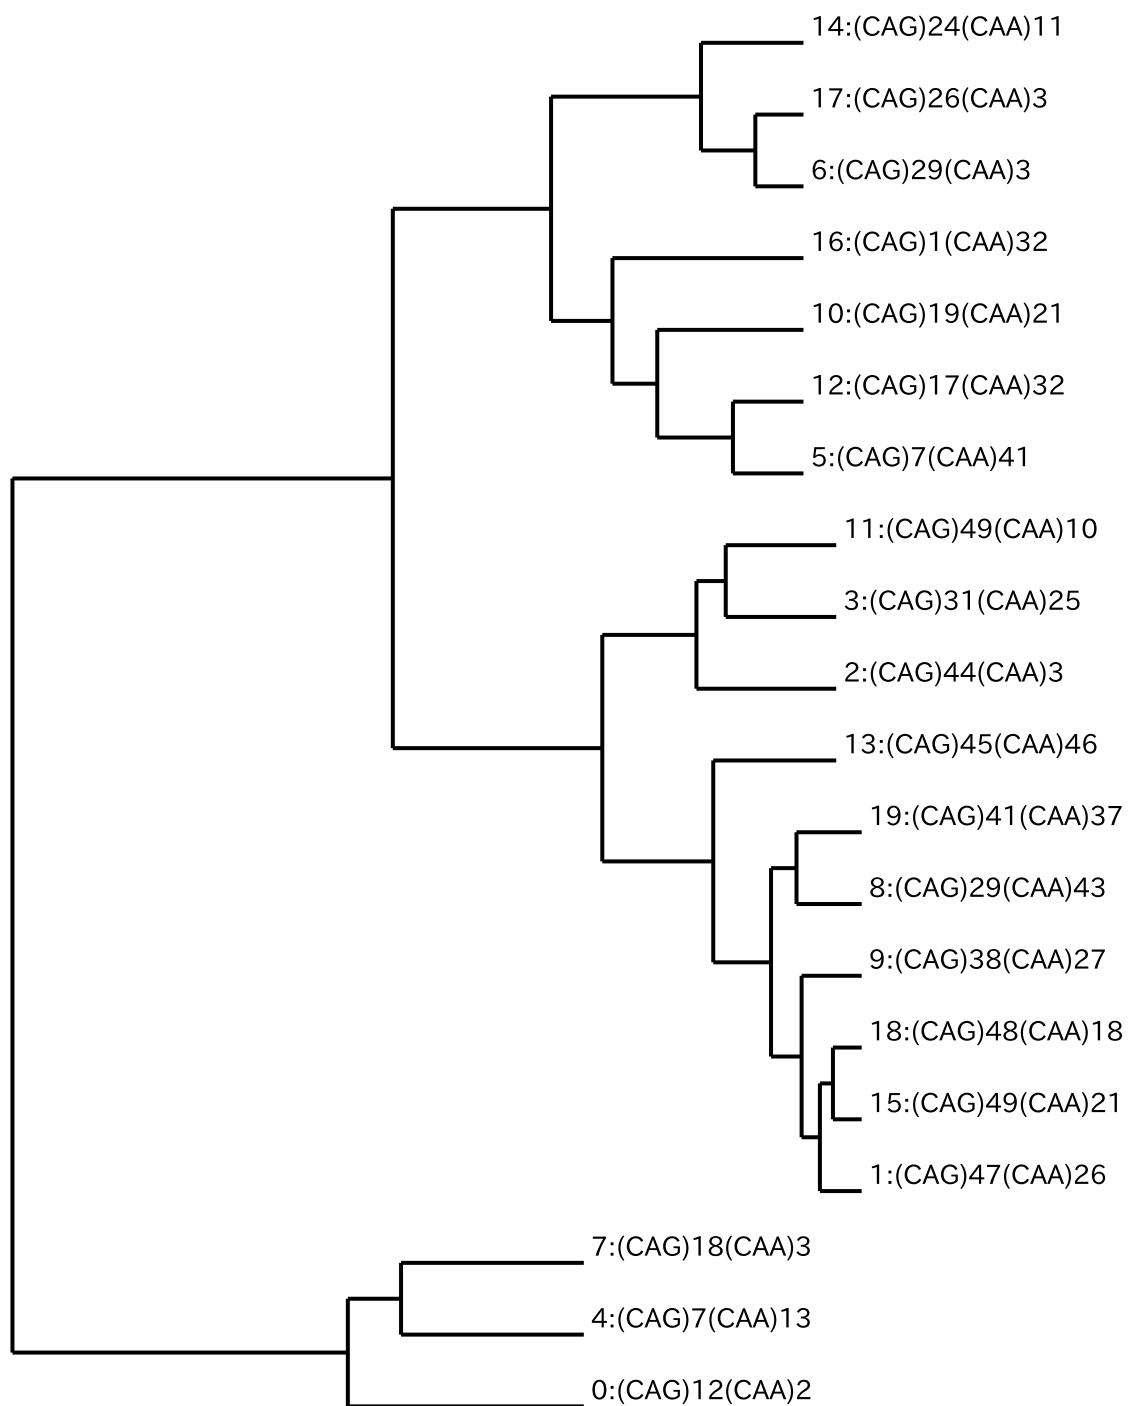 14:(CAG)24(CAA)11
17:(CAG)26(CAA)3
6:(CAG)29(CAA)3
16:(CAG)1(CAA)32
10:(CAG)19(CAA)21
12:(CAG)17(CAA)32
5:(CAG)7(CAA)41
11:(CAG)49(CAA)10
3:(CAG)31(CAA)25
2:(CAG)44(CAA)3
13:(CAG)45(CAA)46
19:(CAG)41(CAA)37
8:(CAG)29(CAA)43
9:(CAG)38(CAA)27
18:(CAG)48(CAA)18
15:(CAG)49(CAA)21
1:(CAG)47(CAA)26
7:(CAG)18(CAA)3
4:(CAG)7(CAA)13
0:(CAG)12(CAA)2